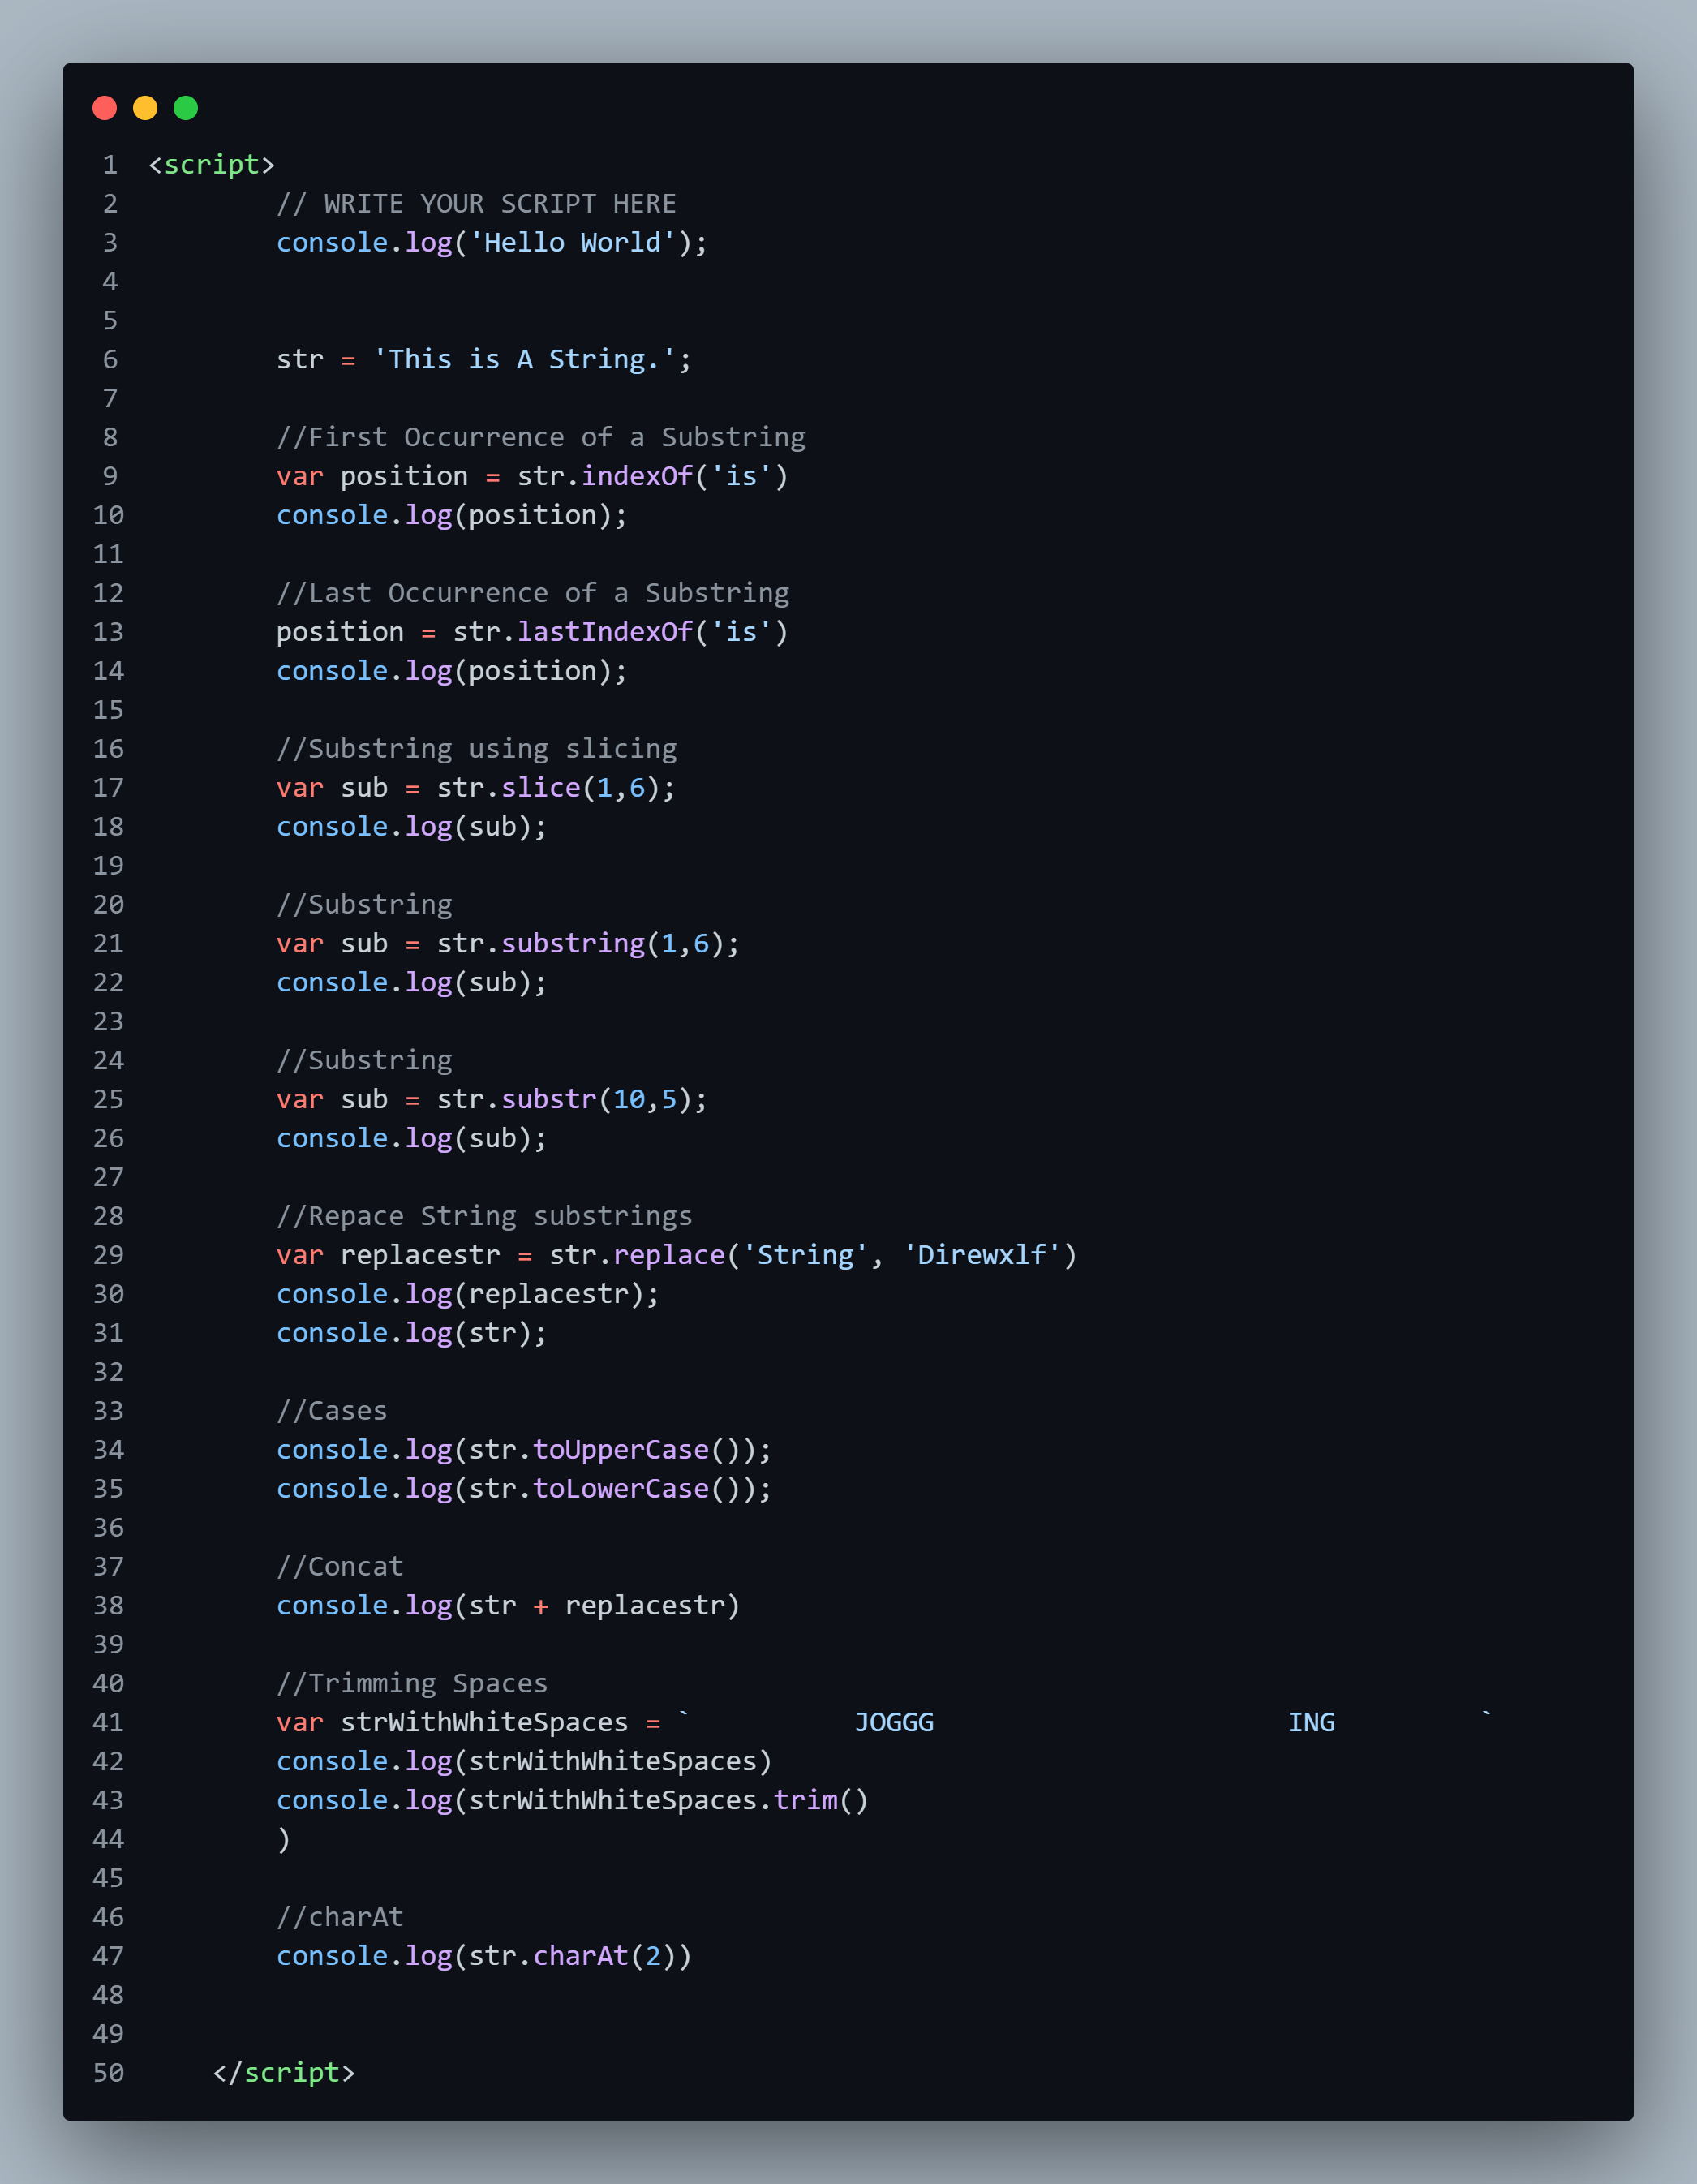 1 <script>
2 // WRITE YOUR SCRIPT HERE
3 console.log('Hello World');
4
5
6 str = 'This is A String.';
7
8 //First Occurrence of a Substring
9 var position = str.indexOf('is')
10 console.log(position);
11
12 //Last Occurrence of a Substring
13 position = str.lastIndexOf('is')
14 console.log(position);
15
16 //Substring using slicing
17 var sub = str.slice(1,6);
18 console.log(sub);
19
20 //Substring
21 var sub = str.substring(1,6);
22 console.log(sub);
23
24 //Substring
25 var sub = str.substr(10,5);
26 console.log(sub);
27
28 //Repace String substrings
29 var replacestr = str.replace('String', 'Direwxlf')
30 console.log(replacestr);
31 console.log(str);
32
33 //Cases
34 console.log(str.toUpperCase());
35 console.log(str.toLowerCase());
36
37 //Concat
38 console.log(str + replacestr)
39
40 //Trimming Spaces
41 var strWithWhiteSpaces = `          JOGGG                      ING         `
42 console.log(strWithWhiteSpaces)
43 console.log(strWithWhiteSpaces.trim()
44 )
45
46 //charAt
47 console.log(str.charAt(2))
48
49
50 </script>